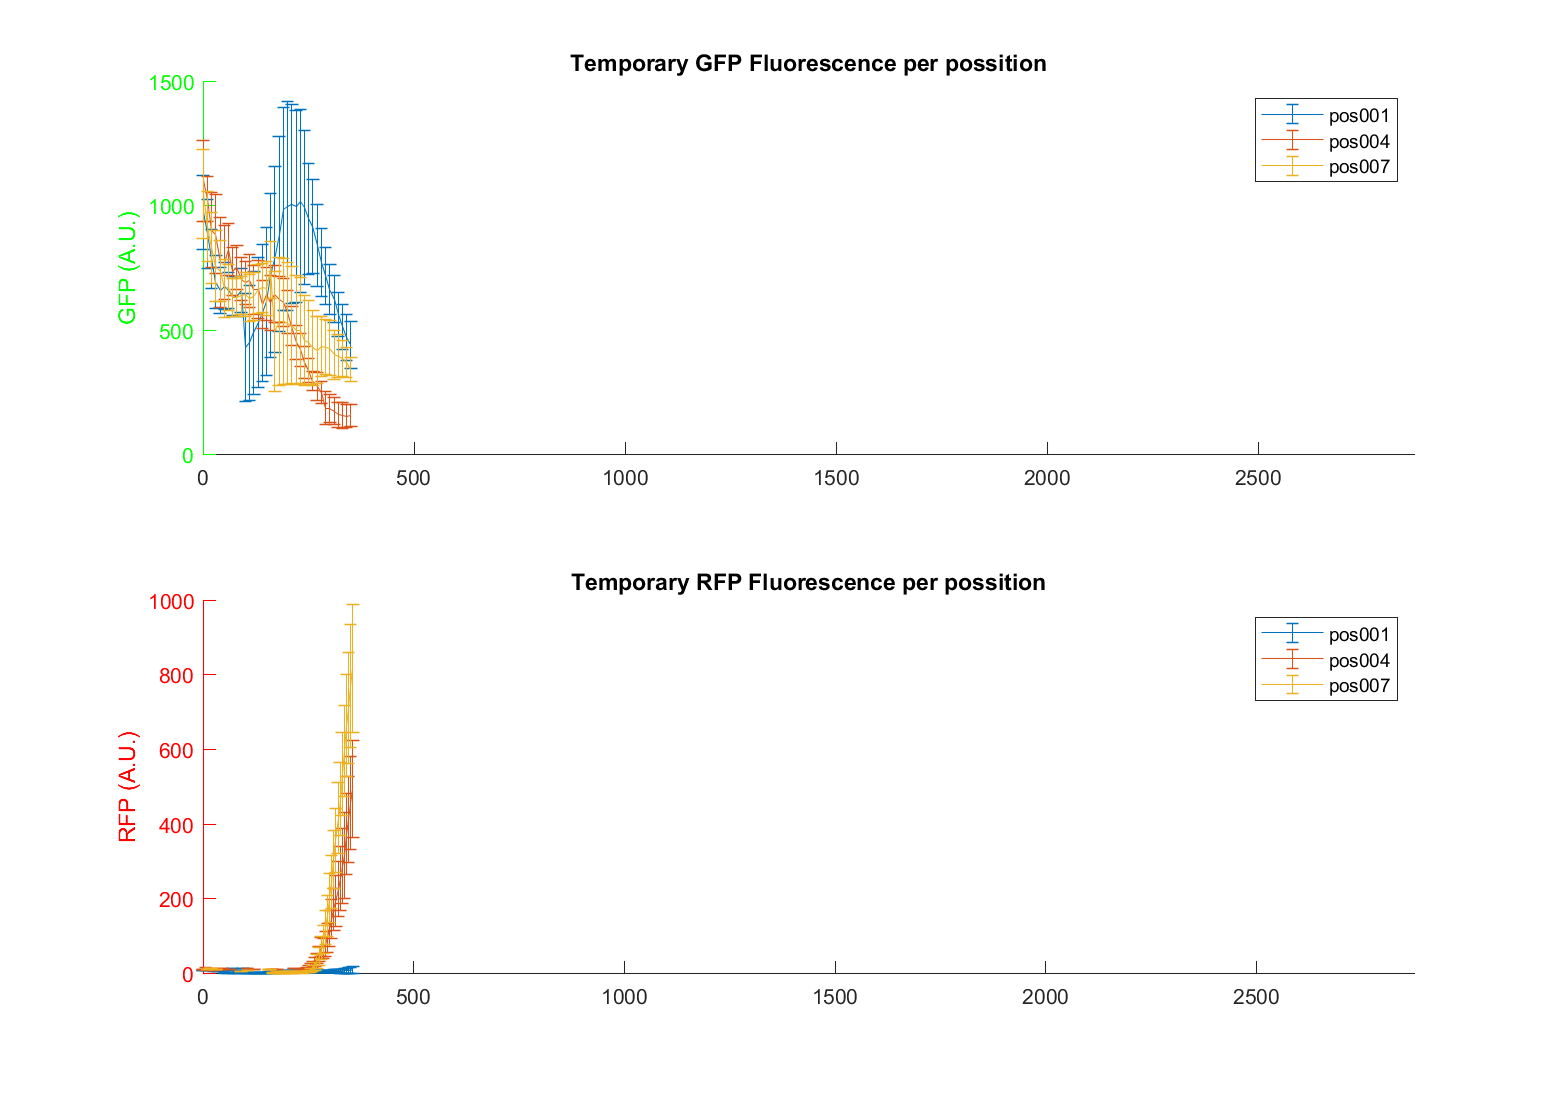 Temporary GFP Fluorescence per possition
1500
1000
500
0
GFP (A.U.)
pos001
pos004
pos007
0 500 1000 1500 2000 2500
Temporary RFP Fluorescence per possition
1000
800
600
400
200
0
RFP (A.U.)
pos001
pos004
pos007
0 500 1000 1500 2000 2500